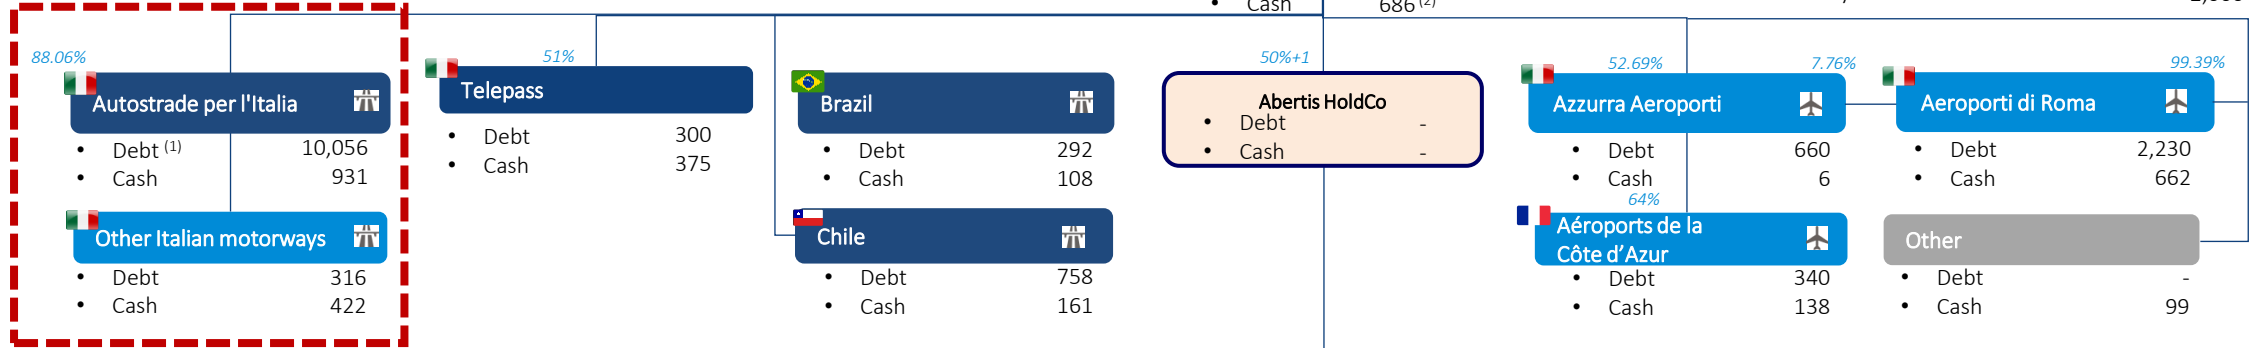 • Cash 686 (2)
88.06%
Autostrade per l'Italia
• Debt (1) 10,056
• Cash 931
Other Italian motorways
• Debt 316
• Cash 422
51%
Telepass
• Debt 300
• Cash 375
Brazil
• Debt 292
• Cash 108
Chile
• Debt 758
• Cash 161
50%+1
Abertis HoldCo
• Debt -
• Cash -
52.69%
7.76%
Azzurra Aeroporti
• Debt 660
• Cash 6
64%
Aéroports de la
Côte d’Azur
• Debt 340
• Cash 138
99.39%
Aeroporti di Roma
• Debt 2,230
• Cash 662
Other
• Debt -
• Cash 99